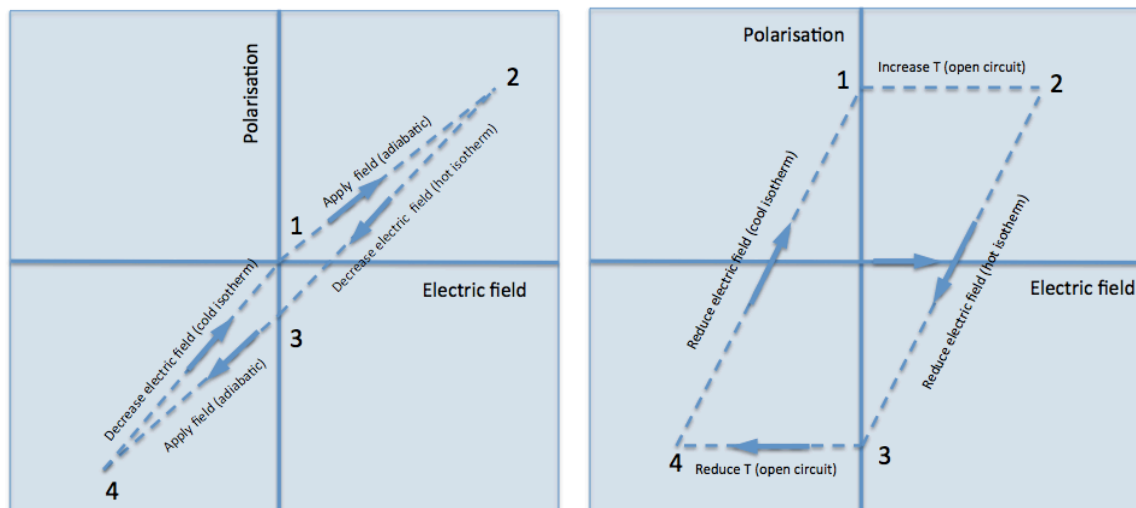 Polarisation
2
Apply field (adiabatic)
Decrease electric field (hot isotherm)
1
Electric field
Decrease electric field (cold isotherm)
3
Apply field (adiabatic)
4
Polarisation
Increase T (open circuit)
1
2
Reduce electric field (cool isotherm)
Reduce electric field (hot isotherm)
Electric field
4
3
Reduce T (open circuit)